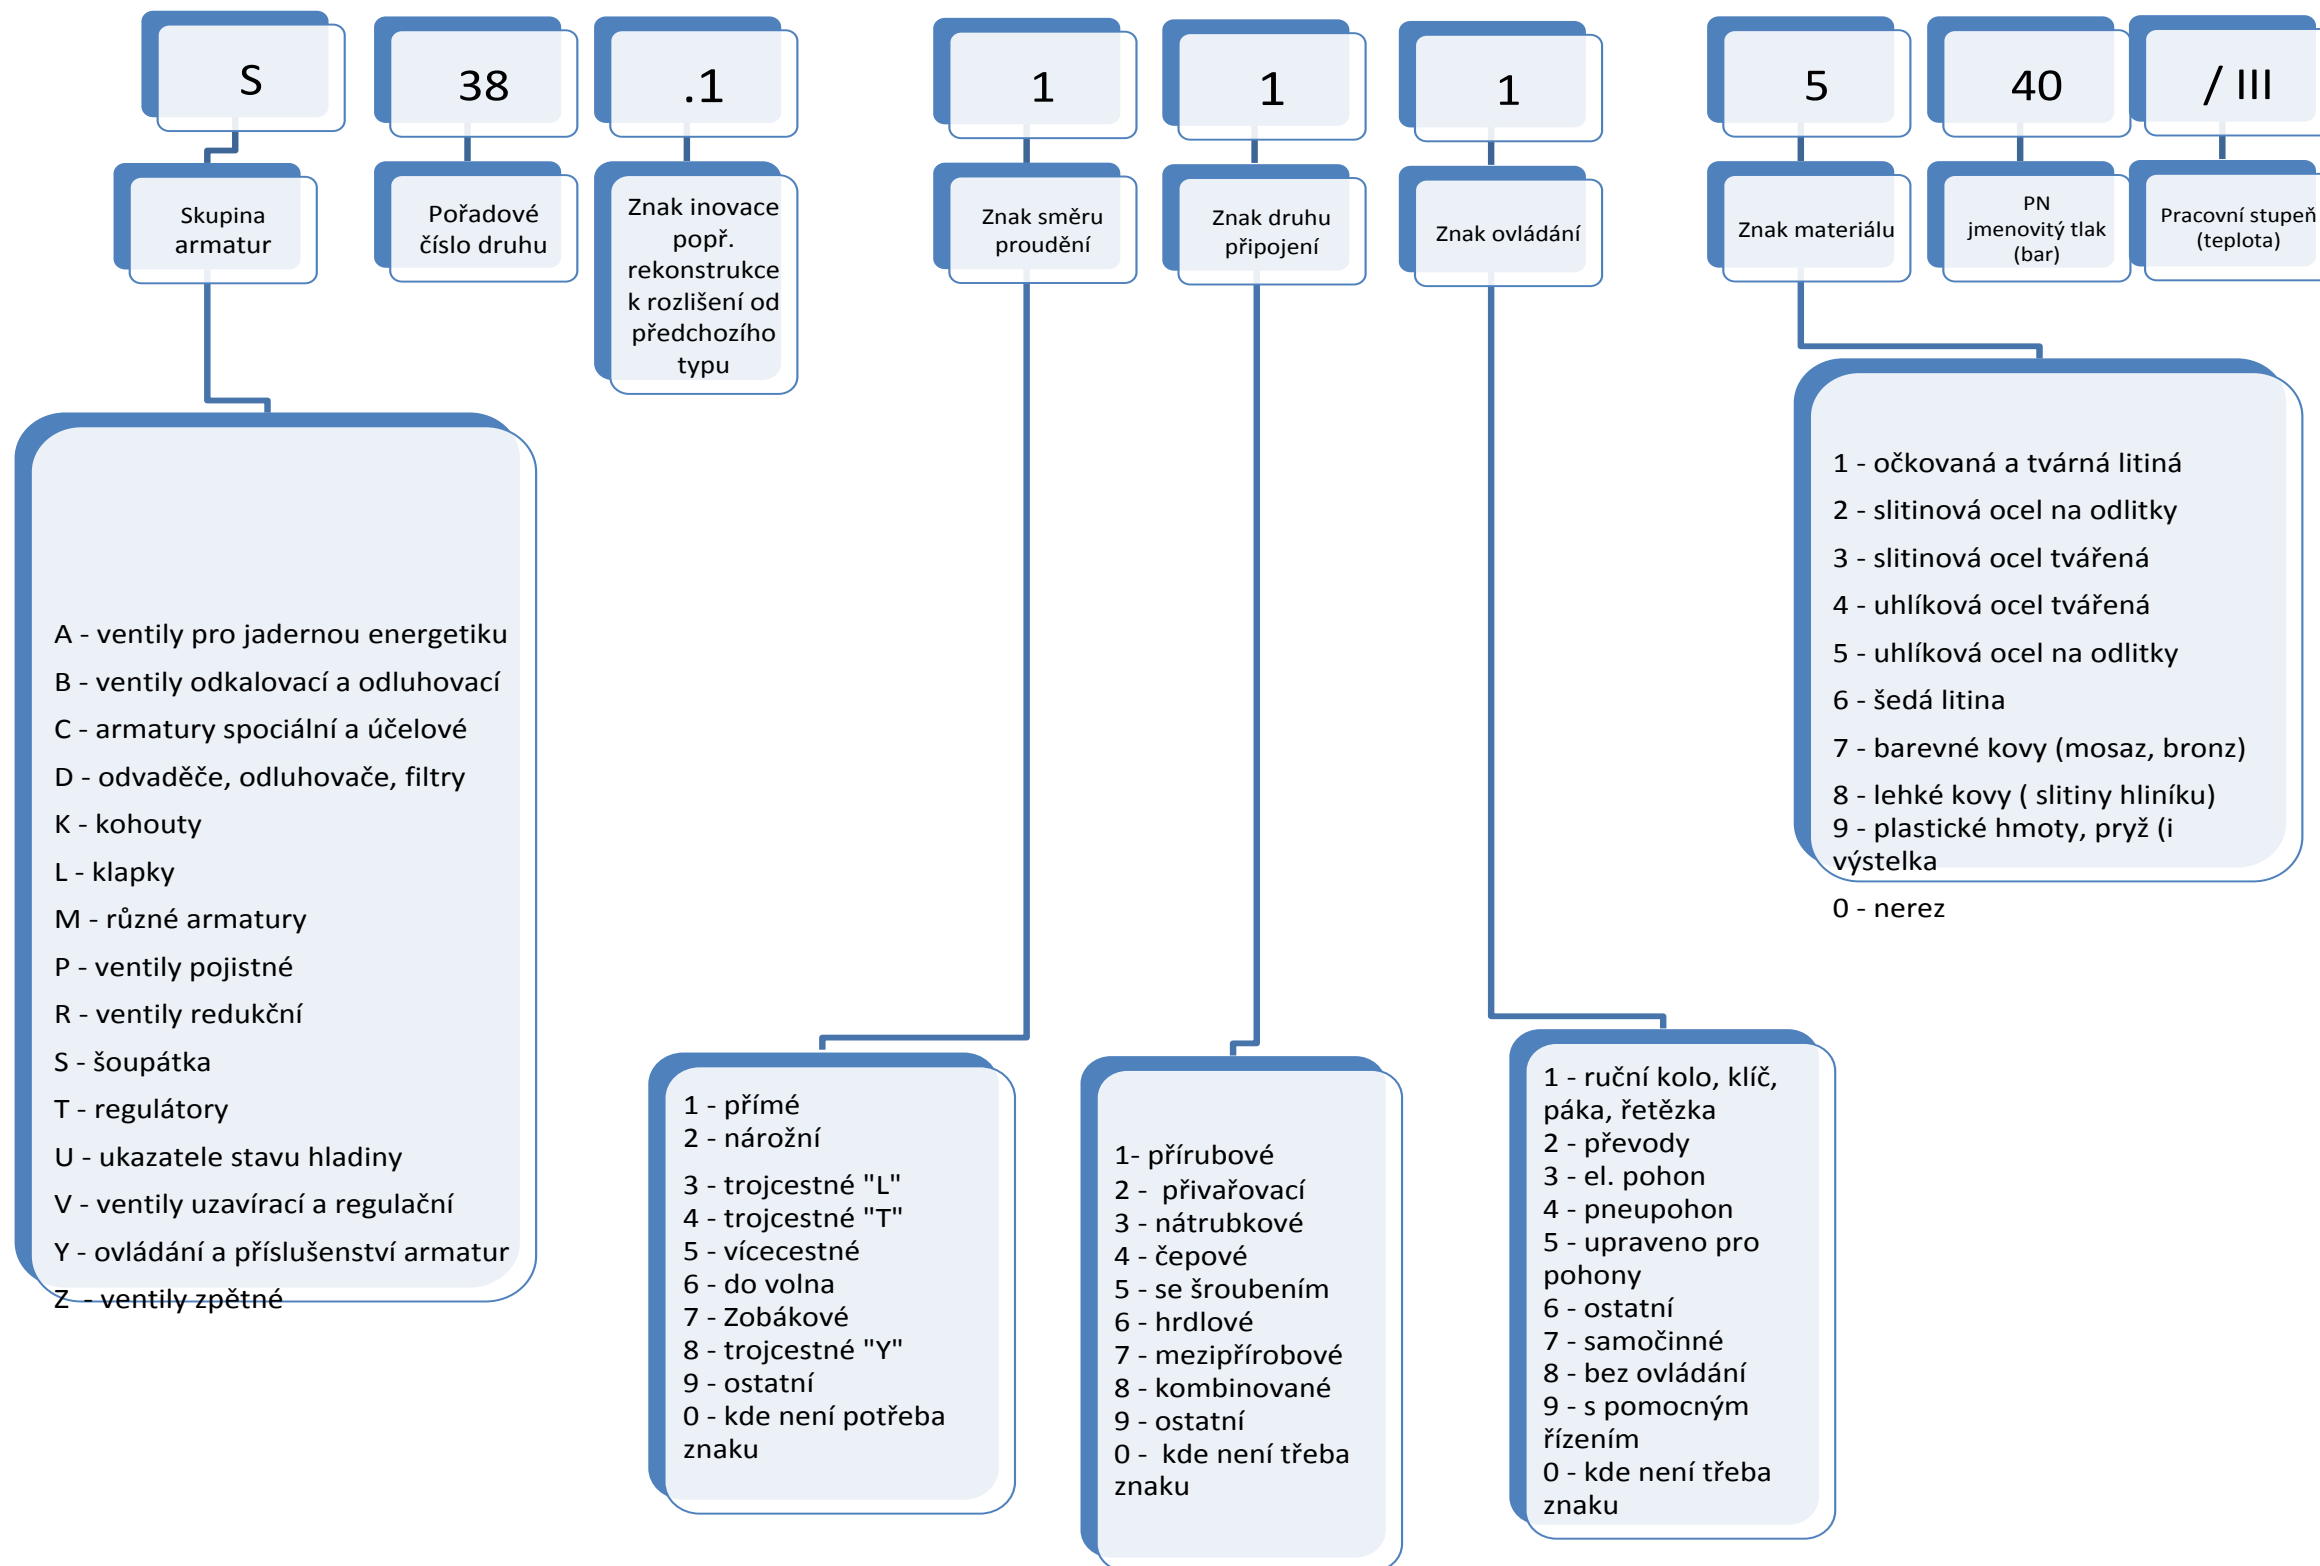 S
38
.1
1
1
1
5
40
/ III
Skupina
armatur
Pořadové
číslo druhu
Znak inovace
popř.
rekonstrukce
k rozlišení od
předchozího
typu
Znak směru
proudění
Znak druhu
připojení
Znak ovládání
Znak materiálu
PN
jmenovitý tlak
(bar)
Pracovní stupeň
(teplota)
A - ventily pro jadernou energetiku
B - ventily odkalovací a odluhovací
C - armatury spociální a účelové
D - odvaděče, odluhovače, filtry
K - kohouty
L - klapky
M - různé armatury
P - ventily pojistné
R - ventily redukční
S - šoupátka
T - regulátory
U - ukazatele stavu hladiny
V - ventily uzavírací a regulační
Y - ovládání a příslušenství armatur
Z - ventily zpětné
1 - přímé
2 - nárožní
3 - trojcestné "L"
4 - trojcestné "T"
5 - vícecestné
6 - do volna
7 - Zobákové
8 - trojcestné "Y"
9 - ostatní
0 - kde není potřeba
znaku
1- přírubové
2 - přivařovací
3 - nátrubkové
4 - čepové
5 - se šroubením
6 - hrdlové
7 - mezipřírobové
8 - kombinované
9 - ostatní
0 - kde není třeba
znaku
1 - ruční kolo, klíč,
páka, řetězka
2 - převody
3 - el. pohon
4 - pneupohon
5 - upraveno pro
pohony
6 - ostatní
7 - samočinné
8 - bez ovládání
9 - s pomocným
řízením
0 - kde není třeba
znaku
1 - očkovaná a tvárná litiná
2 - slitinová ocel na odlitky
3 - slitinová ocel tvářená
4 - uhlíková ocel tvářená
5 - uhlíková ocel na odlitky
6 - šedá litina
7 - barevné kovy (mosaz, bronz)
8 - lehké kovy ( slitiny hliníku)
9 - plastické hmoty, pryž (i
výstelka
0 - nerez